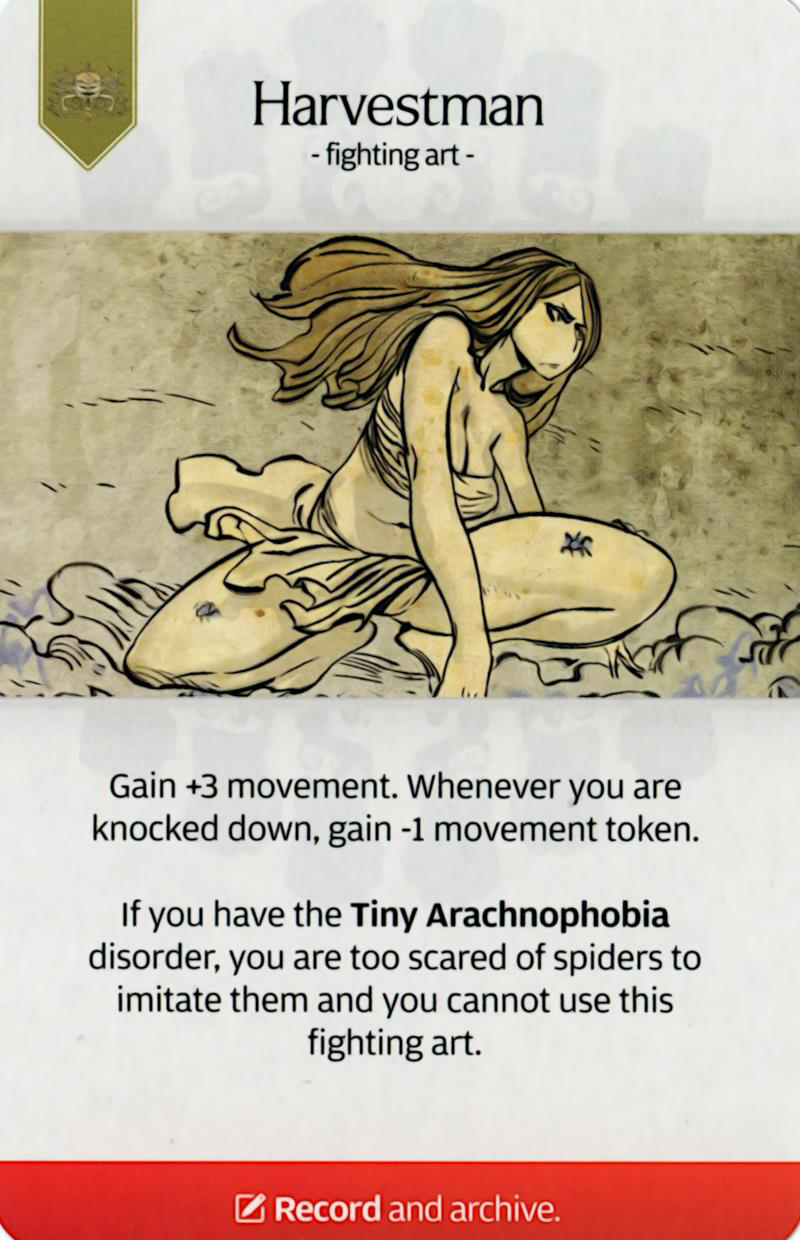 Harvestman
- fighting art -
Gain +3 movement. Whenever you are
knocked down, gain -1 movement token.
If you have the Tiny Arachnophobia
disorder, you are too scared of spiders to
imitate them and you cannot use this
fighting art.
Record and archive.